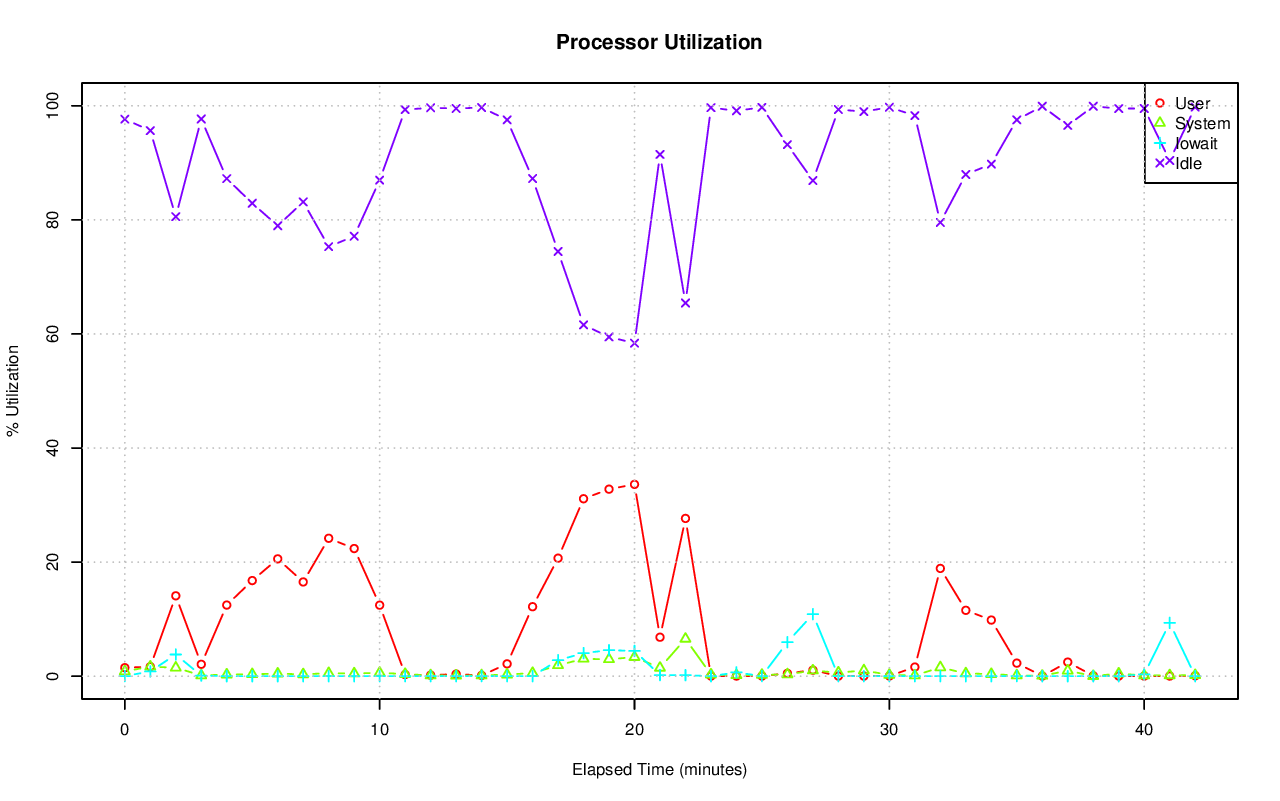 Processor Utilization
% Utilization
100
80
60
40
20
0
User
System
Iowait
Idle
0 10 20 30 40
Elapsed Time (minutes)